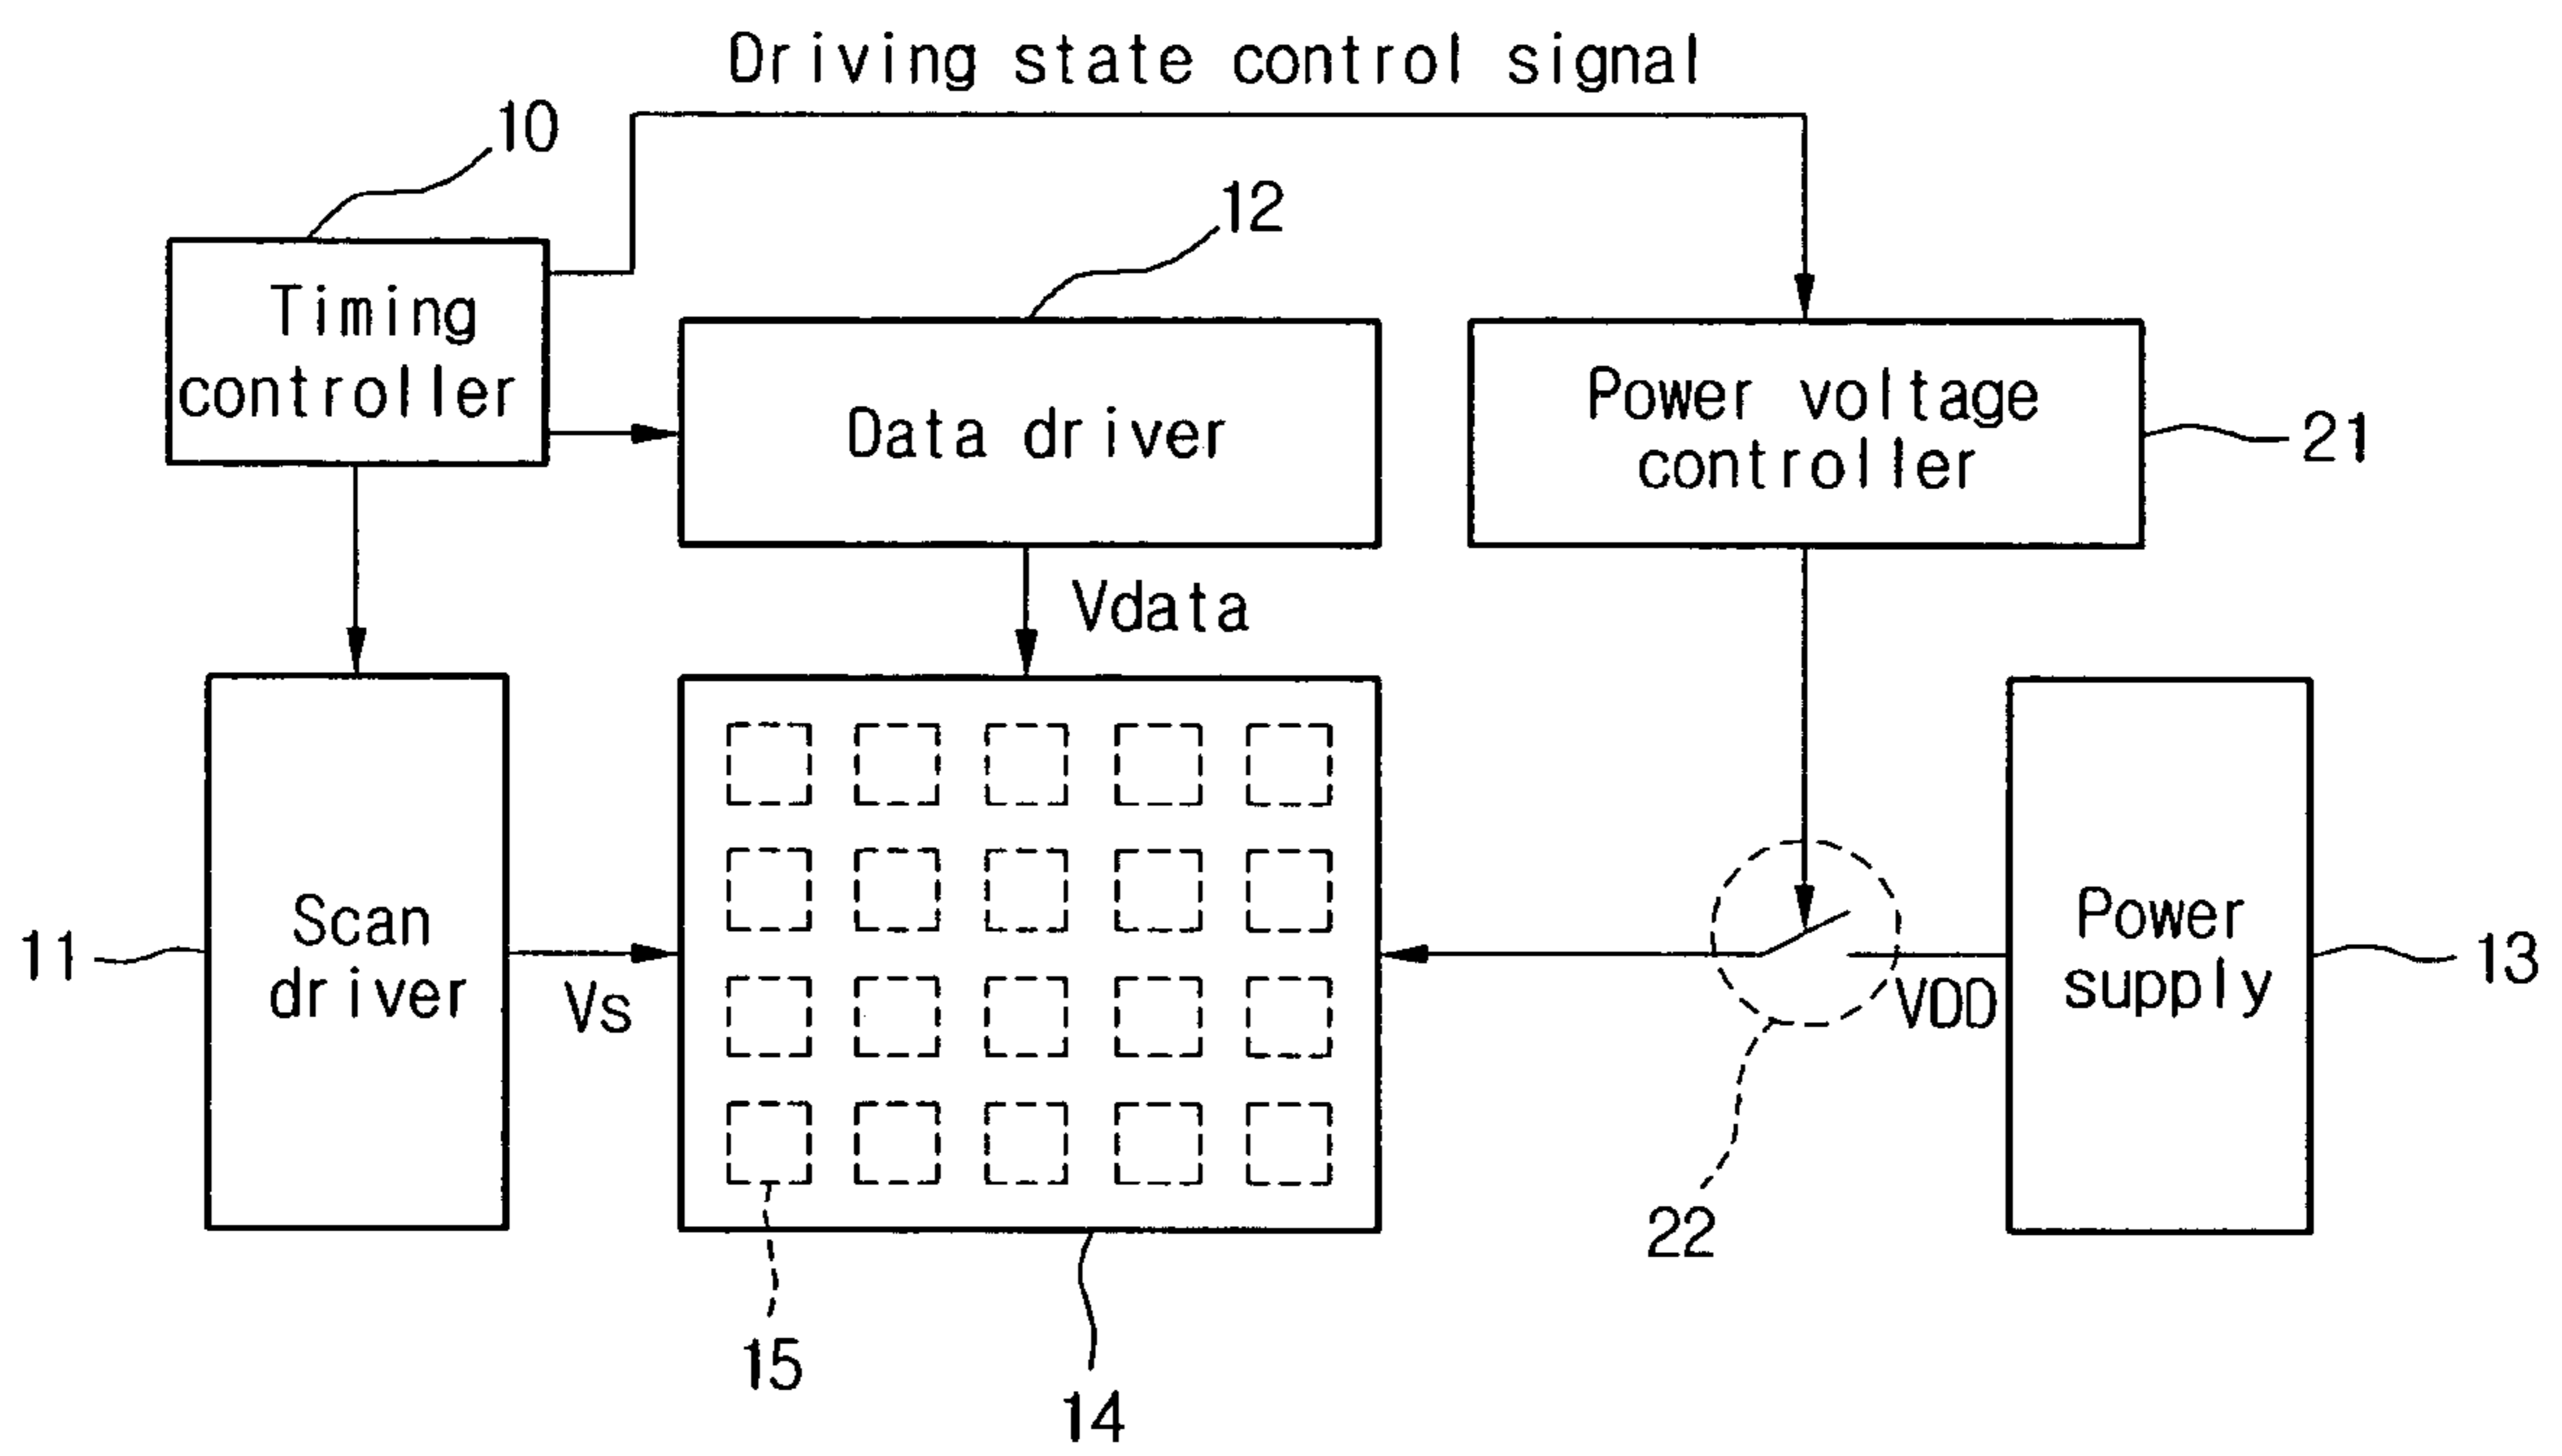 Driving state control signal
10
12
Timing
controller
Data driver
Power voltage
controller
21
Vdata
11
Scan
driver
Vs
VDD
Power
supply
13
22
15
14